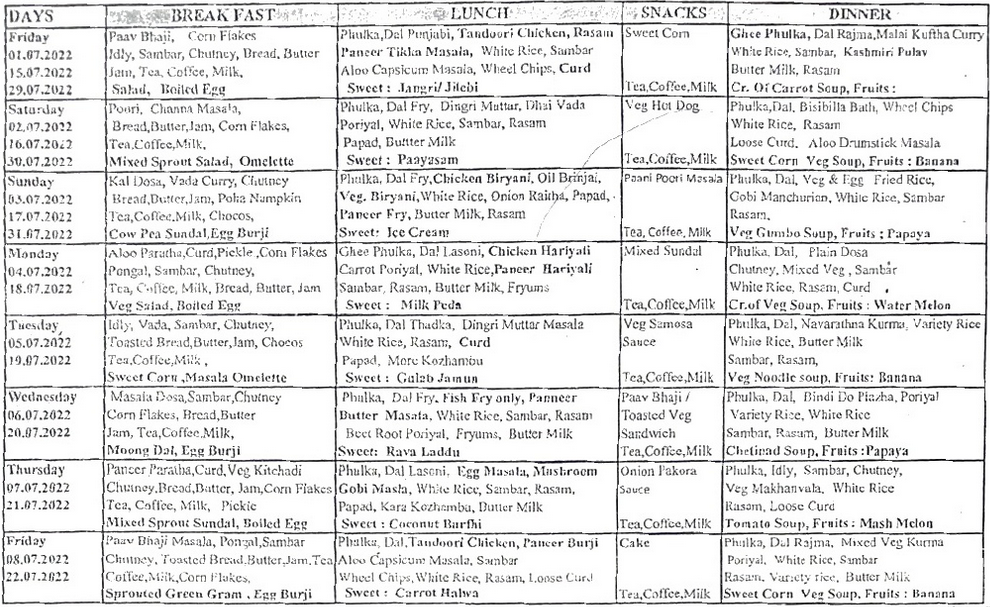 DAYS BREAK FAST LUNCH SNACKS DINNER
Friday Paav Bhaji, Corn Flakes Phulka,Dal Punjabi, Tandoori Chicken, Rasam Sweet Corn Ghee Phulka, Dal Rajma,Malai Kuftha Curry
01.07.2022 Idly, Sambar, Chutney, Bread, Butter Paneer Tikka Masala, White Rice, Sambar White Rice, Sambar, Kashmiri Pulav
15.07.2022 Jam, Tea, Coffee, Milk, Aloo Capsicum Masala, Wheel Chips, Curd Butter Milk, Rasam
29.07.2022 Salad, Boiled Egg Sweet : Jangri/ Jilebi Tea,Coffee,Milk Cr. Of Carrot Soup, Fruits :
Saturday Poori, Channa Masala, Phulka, Dal Fry, Dingri Muttar, Dhai Vada Veg Hot Dog Phulka,Dal, Bisibilla Bath, Wheel Chips
02.07.2022 Bread,Butter,Jam, Corn Flakes, Poriyal, White Rice, Sambar, Rasam White Rice, Rasam
16.07.2022 Tea,Coffee,Milk, Papad, Buttter Milk Loose Curd, Aloo Drumstick Masala
30.07.2022 Mixed Sprout Salad, Omelette Sweet : Paayasam Tea,Coffee,Milk Sweet Corn Veg Soup, Fruits : Banana
Sunday Kal Dosa, Vada Curry, Chutney Phulka, Dal Fry,Chicken Biryani, Oil Brinjal, Paani Poori Masala Phulka, Dal, Veg & Egg Fried Rice,
03.07.2022 Bread,Butter,Jam, Poha Nampkin Veg. Biryani,White Rice, Onion Raitha, Papad, Gobi Manchurian, White Rice, Sambar
17.07.2022 Tea,Coffee,Milk, Chocos, Paneer Fry, Butter Milk, Rasam Rasam,
31.07.2022 Cow Pea Sundal,Egg Burji Sweet: Ice Cream Tea, Coffee, Milk Veg Gumbo Soup, Fruits : Papaya
Monday Aloo Paratha,Curd,Pickle ,Corn Flakes Ghee Phulka, Dal Lasoni, Chicken Hariyali Mixed Sundal Phulka, Dal, Plain Dosa
04.07.2022 Pongal, Sambar, Chutney, Carrot Poriyal, White Rice,Paneer Hariyali Chutney, Mixed Veg , Sambar
18.07.2022 Tea, Coffee, Milk, Bread, Butter, Jam Sambar, Rasam, Butter Milk, Fryums White Rice, Rasam, Curd
Veg Salad, Boiled Egg Sweet : Milk Peda Tea,Coffee,Milk Cr.of Veg Soup, Fruits : Water Melon
Tuesday Idly, Vada, Sambar, Chutney, Phulka, Dal Thadka, Dingri Muttar Masala Veg Samosa Phulka, Dal, Navarathna Kurma, Variety Rice
05.07.2022 Toasted Bread,Butter,Jam, Chocos White Rice, Rasam, Curd Sauce White Rice, Butter Milk
19.07.2022 Tea,Coffee,Milk , Papad, More Kozhambu Sambar, Rasam,
Sweet Corn ,Masala Omelette Sweet : Gulab Jamun Tea,Coffee,Milk Veg Noodle soup, Fruits: Banana
Wednesday Masala Dosa,Sambar,Chutney Phulka, Dal Fry, Fish Fry only, Panneer Paav Bhaji / Phulka, Dal, Bindi Do Piazha, Poriyal
06.07.2022 Corn Flakes, Bread,Butter Butter Masala, White Rice, Sambar, Rasam Toasted Veg Variety Rice, White Rice
20.07.2022 Jam, Tea,Coffee,Milk, Beet Root Poriyal, Fryums, Butter Milk Sandwich Sambar, Rasam, Butter Milk
Moong Dal, Egg Burji Sweet: Rava Laddu Tea,Coffee,Milk Chetinad Soup, Fruits :Papaya
Thursday Paneer Paratha,Curd,Veg Kitchadi Phulka, Dal Lasoni, Egg Masala, Mushroom Onion Pakora Phulka, Idly, Sambar, Chutney,
07.07.2022 Chutney,Bread,Butter, Jam,Corn Flakes Gobi Masla, White Rice, Sambar, Rasam, Sauce Veg Makhanvala, White Rice
21.07.2022 Tea, Coffee, Milk, Pickle Papad, Kara Kozhambu, Butter Milk Rasam, Loose Curd
Mixed Sprout Sundal, Boiled Egg Sweet : Coconut Burfhi Tea,Coffee,Milk Tomato Soup, Fruits : Mash Melon
Friday Paav Bhaji Masala, Pongal,Sambar Phulka, Dal,Tandoori Chicken, Paneer Burji Cake Phulka, Dal Rajma, Mixed Veg Kurma
08.07.2022 Chutney, Toasted Bread,Butter,Jam,Tea Aloo Capsicum Masala, Sambar Poriyal, White Rice, Sambar
22.07.2022 Coffee,Milk,Corn Flakes, Wheel Chips, White Rice, Rasam, Loose Curd Rasam, Variety rice, Butter Milk
Sprouted Green Gram , Egg Burji Sweet : Carrot Halwa Tea,Coffee,Milk Sweet Corn Veg Soup, Fruits : Banana